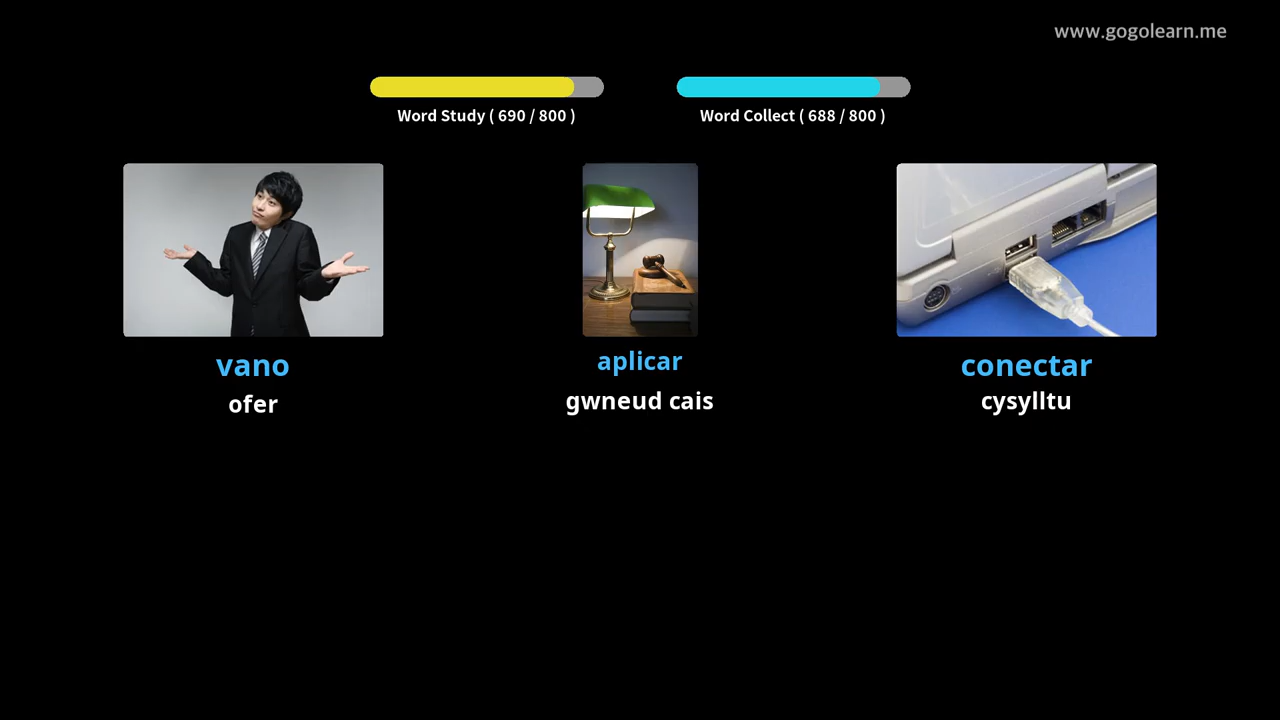 www.gogolearn.me
Word Study ( 690 / 800 )
Word Collect ( 688 / 800 )
vano
ofer
aplicar
gwneud cais
conectar
cysylltu